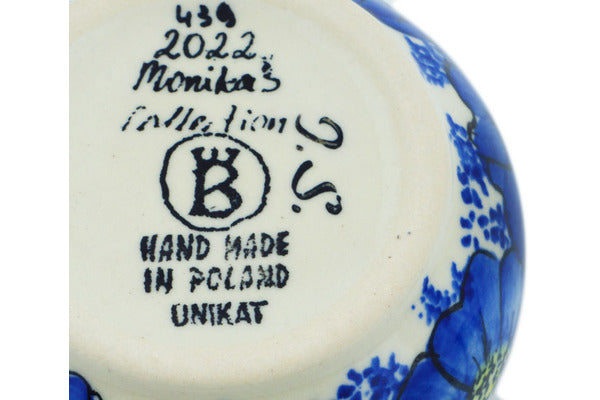 439
2022
Monika's
Collection
B
HAND MADE
IN POLAND
UNIKAT